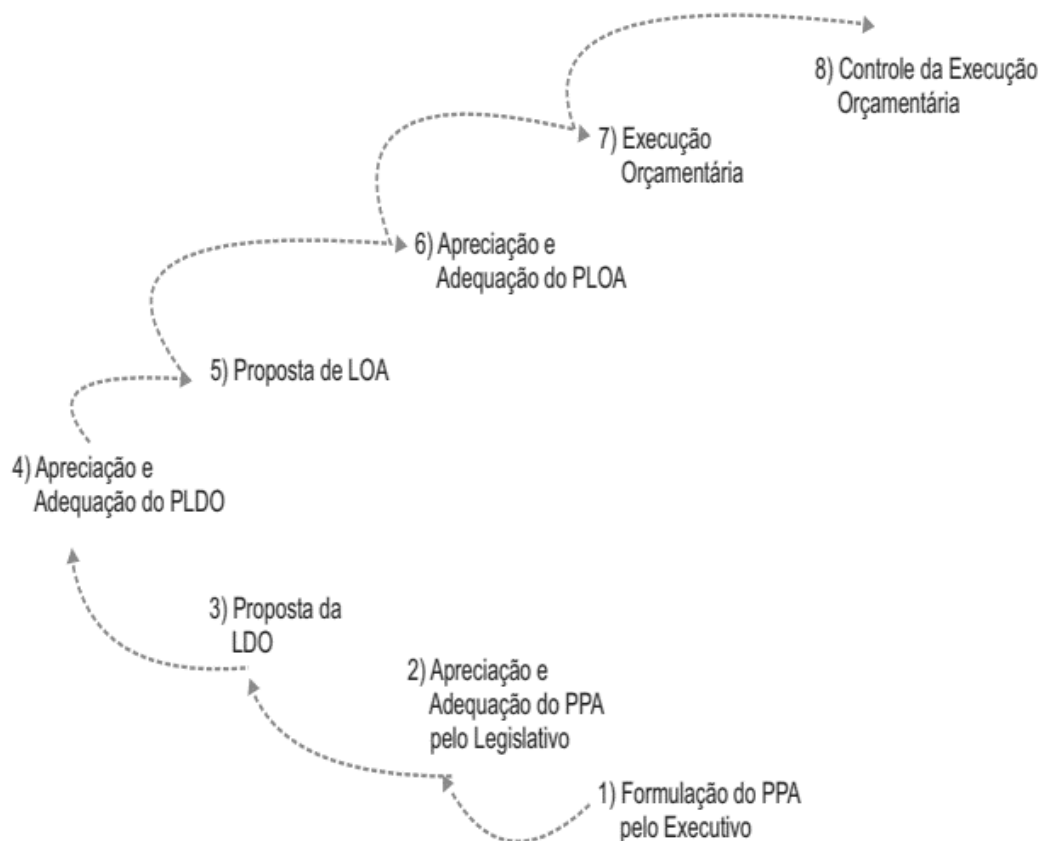 8) Controle da Execução
Orçamentária
7) Execução
Orçamentária
6) Apreciação e
Adequação do PLOA
5) Proposta de LOA
4) Apreciação e
Adequação do PLDO
3) Proposta da
LDO
2) Apreciação e
Adequação do PPA
pelo Legislativo
1) Formulação do PPA
pelo Executivo